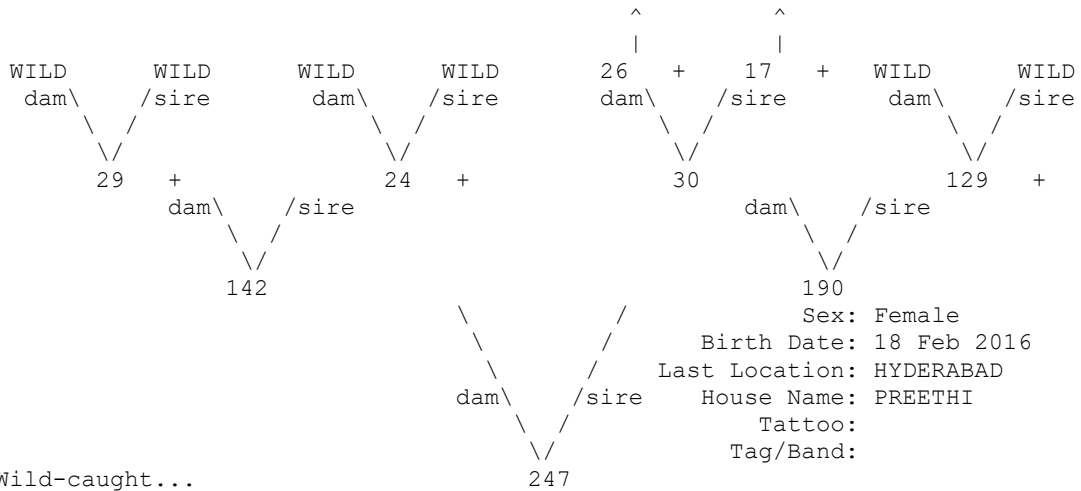 ^ ^
| |
WILD WILD WILD WILD 26 + 17 + WILD WILD
dam\ /sire dam\ /sire dam\ /sire dam\ /sire
\ / \ / \ / \ /
\/ \/ \/ \/
29 + 24 + 30 129 +
dam\ /sire dam\ /sire
\ / \ /
\/ \/
142 190
\ / Sex: Female
\ / Birth Date: 18 Feb 2016
\ / Last Location: HYDERABAD
dam\ /sire House Name: PREETHI
\ / Tattoo:
\/ Tag/Band:
Wild-caught... 247